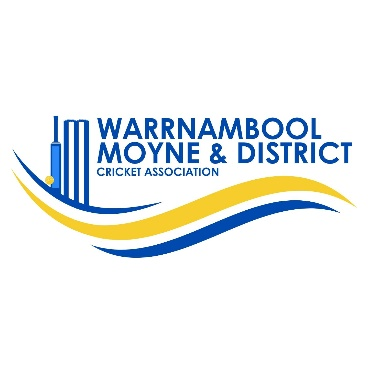 WARRNAMBOOL
MOYNE & DISTRICT
CRICKET ASSOCIATION